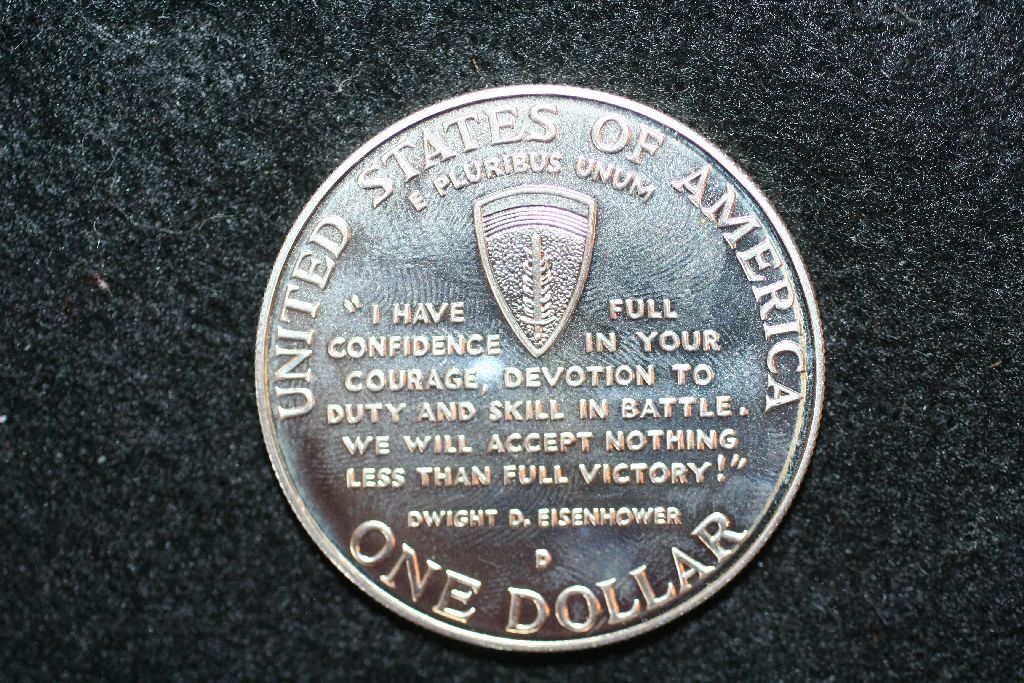 UNITED STATES OF AMERICA
E PLURIBUS UNUM
"I HAVE FULL
CONFIDENCE IN YOUR
COURAGE, DEVOTION TO
DUTY AND SKILL IN BATTLE.
WE WILL ACCEPT NOTHING
LESS THAN FULL VICTORY!"
DWIGHT D. EISENHOWER
D
ONE DOLLAR